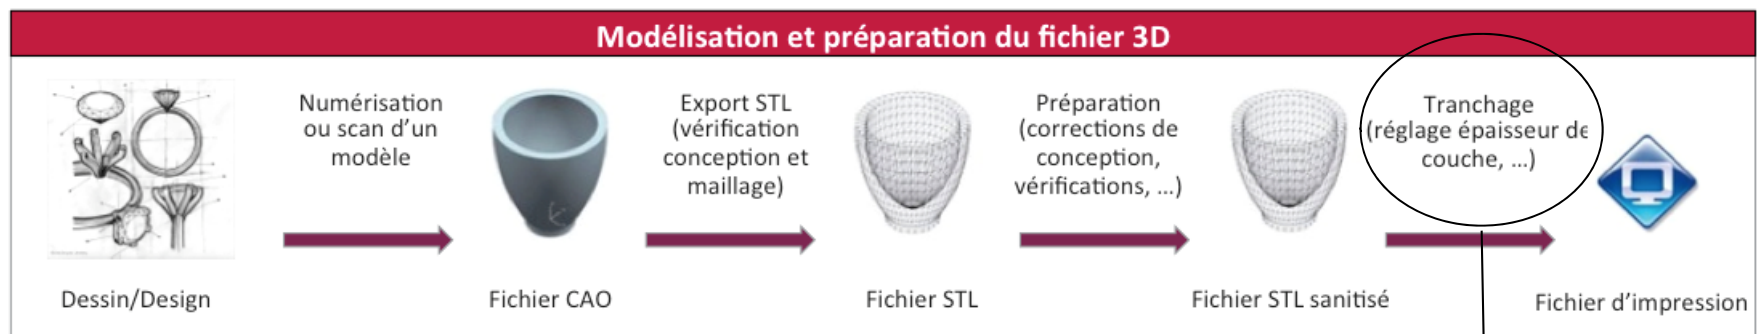 Modélisation et préparation du fichier 3D
Numérisation
ou scan d’un
modèle
Export STL
(vérification
conception et
maillage)
Préparation
(corrections de
conception,
vérifications, ...)
Tranchage
(réglage épaisseur de
couche, ...)
Dessin/Design
Fichier CAO
Fichier STL
Fichier STL sanitisé
Fichier d’impression